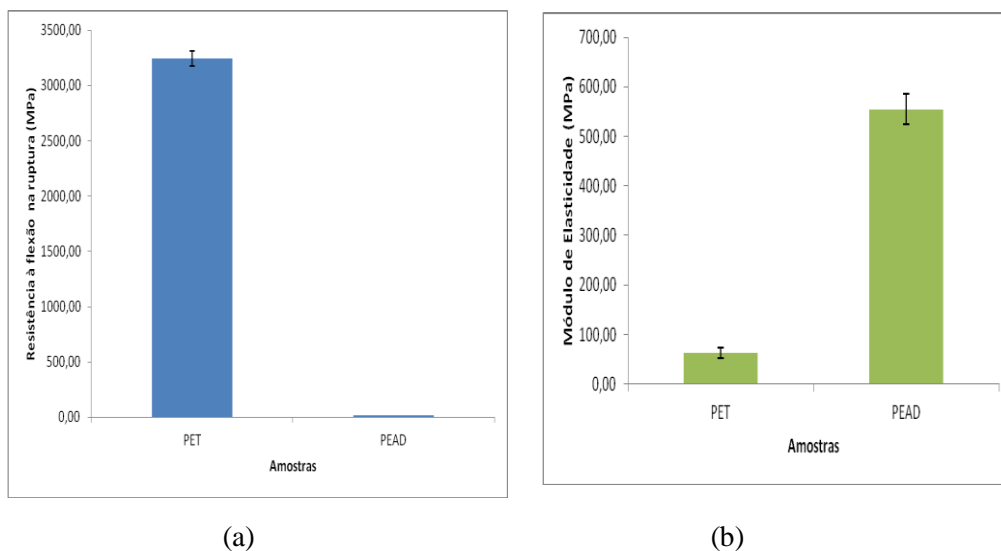 Resistência à flexão na ruptura (MPa)
3500,00
3000,00
2500,00
2000,00
1500,00
1000,00
500,00
0,00
PET
PEAD
Amostras
(a)
Módulo de Elasticidade (MPa)
700,00
600,00
500,00
400,00
300,00
200,00
100,00
0,00
PET
PEAD
Amostras
(b)